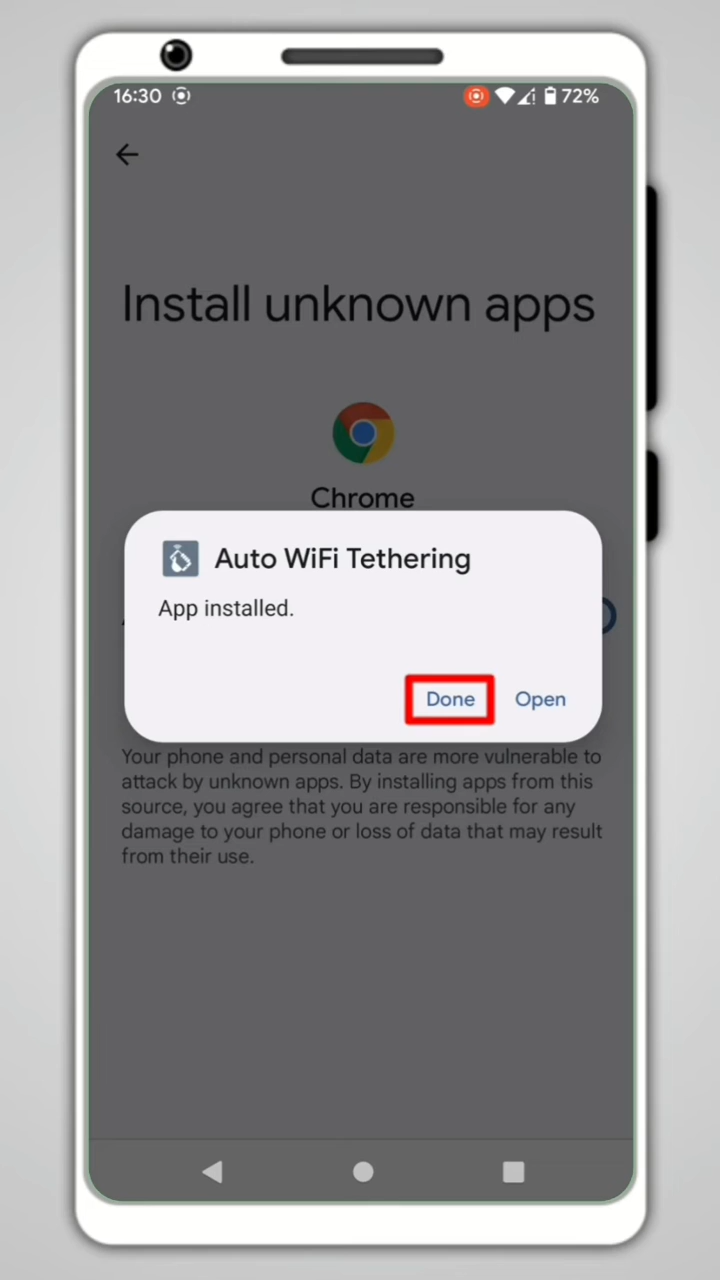 16:30
72%
Install unknown apps
Chrome
Auto WiFi Tethering
App installed.
Done
Open
Your phone and personal data are more vulnerable to
attack by unknown apps. By installing apps from this
source, you agree that you are responsible for any
damage to your phone or loss of data that may result
from their use.